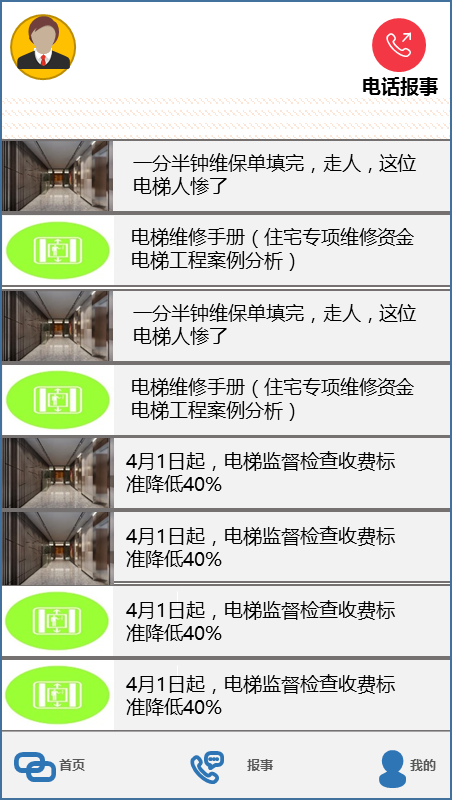 电话报事
一分半钟维保单填完，走人，这位
电梯人惨了
电梯维修手册（住宅专项维修资金
电梯工程案例分析）
一分半钟维保单填完，走人，这位
电梯人惨了
电梯维修手册（住宅专项维修资金
电梯工程案例分析）
4月1日起，电梯监督检查收费标
准降低40%
4月1日起，电梯监督检查收费标
准降低40%
4月1日起，电梯监督检查收费标
准降低40%
4月1日起，电梯监督检查收费标
准降低40%
首页 报事 我的